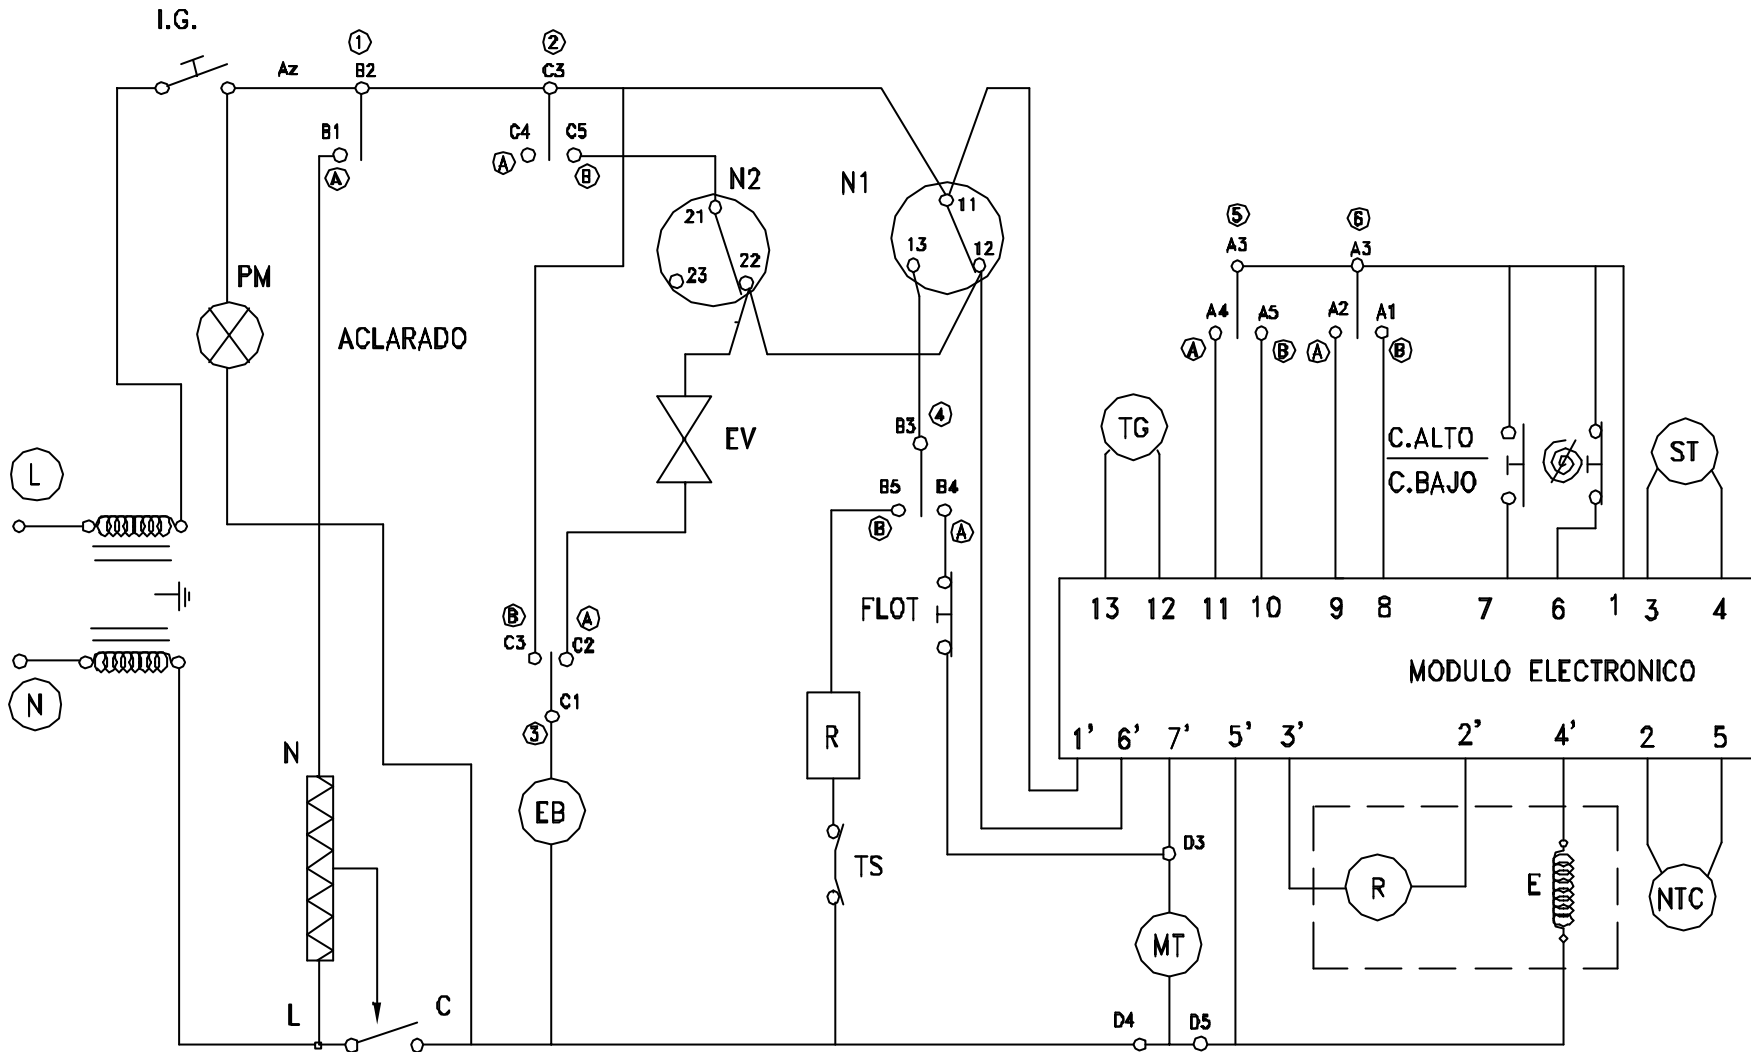 I.G.
1
2
Az
B2
C3
B1
C4
C5
A
A
B
N2
N1
21
11
22
23
13
12
5
6
A3
A3
PM
ACLARADO
A4
A5
A2
A1
A
B
A
B
TG
C.ALTO
C.BAJO
ST
L
EV
B3
4
B5
B4
B
A
B
A
C3
C2
FLOT
13
12
11
10
9
8
7
6
1
3
4
MODULO ELECTRONICO
N
C1
3
N
R
1'
6'
7'
5'
3'
2'
4'
2
5
EB
TS
D3
R
E
NTC
MT
L
C
D4
D5